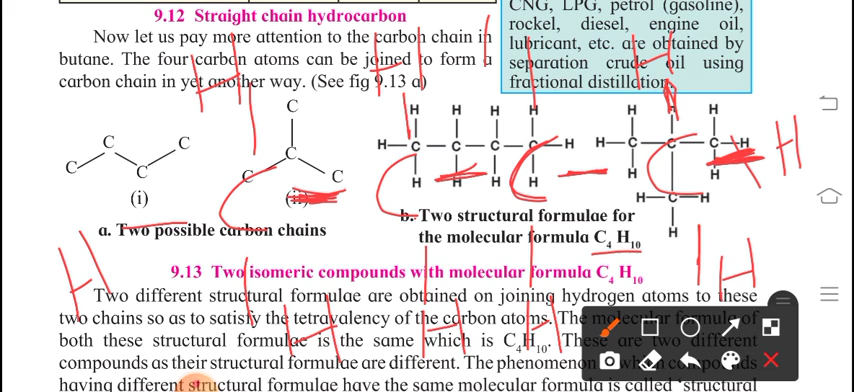 9.12 Straight chain hydrocarbon
Now let us pay more attention to the carbon chain in
butane. The four carbon atoms can be joined to form a
carbon chain in yet another way. (See fig 9.13 a)
CNG, LPG, petrol (gasoline),
rockel, diesel, engine oil,
lubricant, etc. are obtained by
separation crude oil using
fractional distillation.
C C C C
(i)
C C C C
(ii)
H H H H
H—C—C—C—C—H
H H H H
H H H
H—C—C—C—H
H H
H—C—H
H
a. Two possible carbon chains
b. Two structural formulae for
the molecular formula C4 H10
H H H H
C C C C
H H H H H H
9.13 Two isomeric compounds with molecular formula C4 H10
Two different structural formulae are obtained on joining hydrogen atoms to these
two chains so as to satisfy the tetravalency of the carbon atoms. The molecular formula of
both these structural formulae is the same which is C4H10. These are two different
compounds as their structural formulae are different. The phenomenon in which compounds
having different structural formulae have the same molecular formula is called 'structural